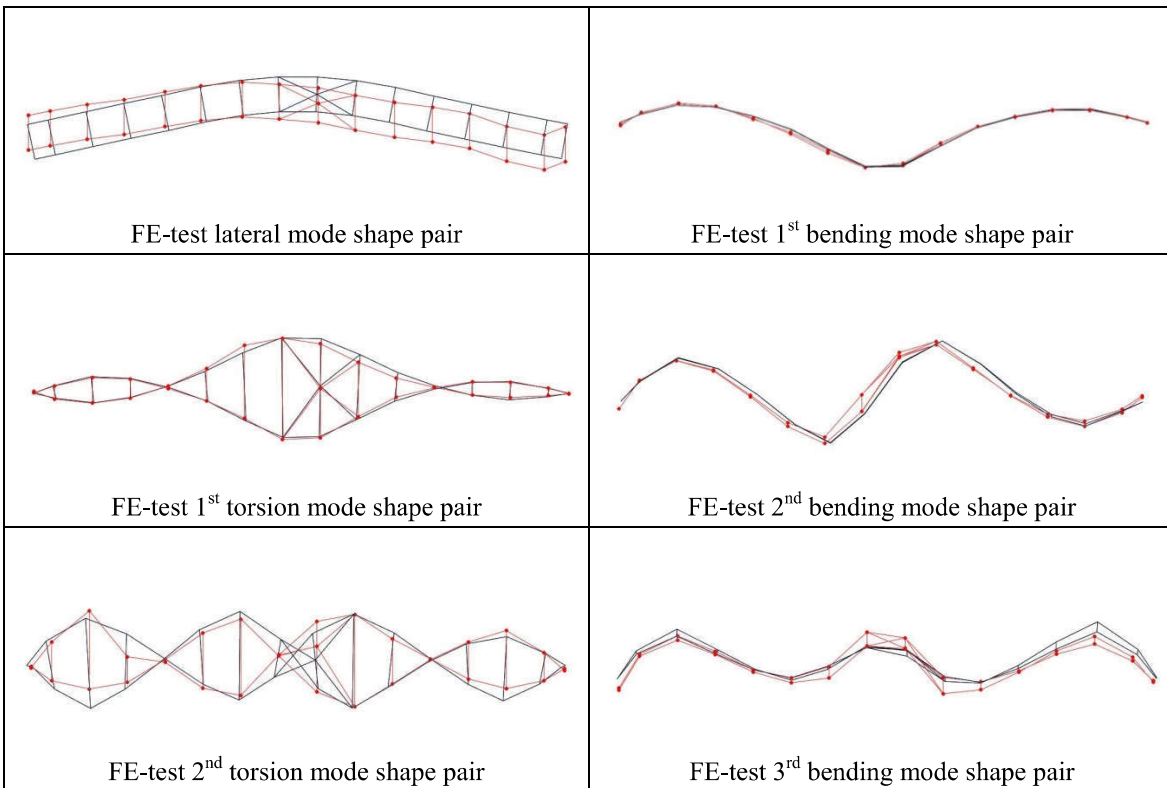 FE-test lateral mode shape pair
FE-test 1st bending mode shape pair
FE-test 1st torsion mode shape pair
FE-test 2nd bending mode shape pair
FE-test 2nd torsion mode shape pair
FE-test 3rd bending mode shape pair